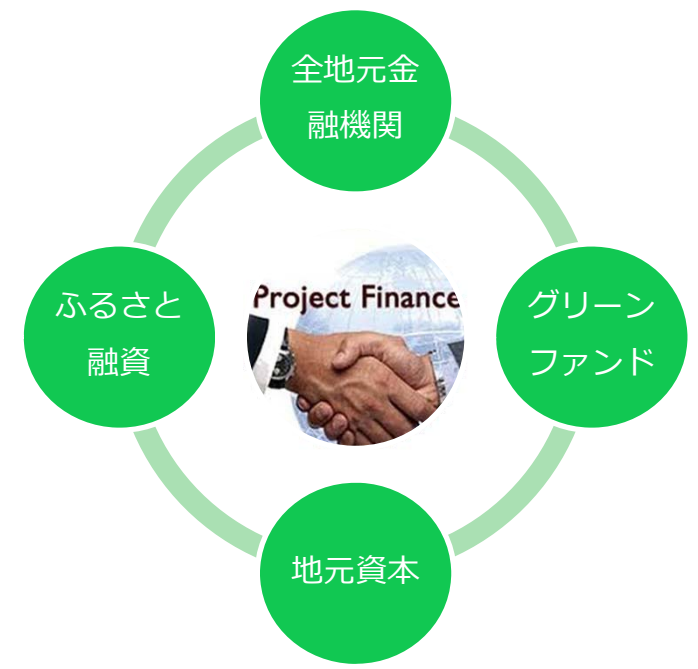 全地元金
融機関
ふるさと
融資
Project Finance
グリーン
ファンド
地元資本